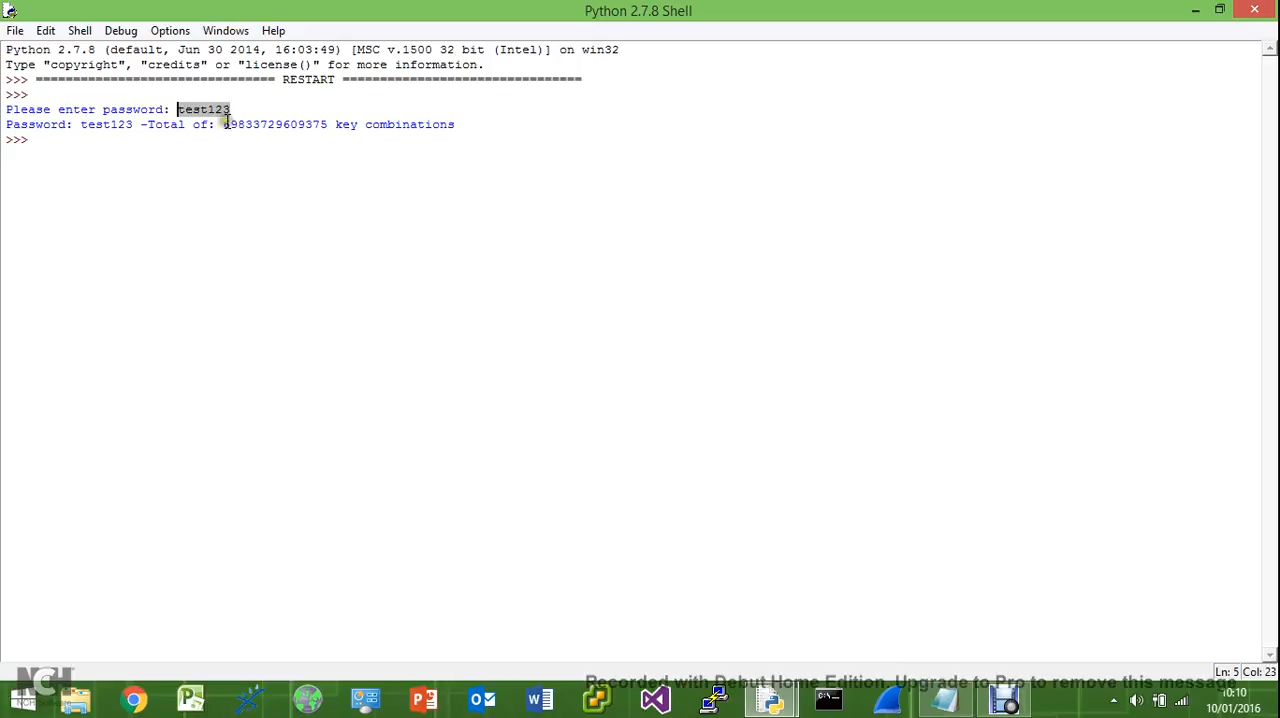 Python 2.7.8 Shell
File Edit Shell Debug Options Windows Help
Python 2.7.8 (default, Jun 30 2014, 16:03:49) [MSC v.1500 32 bit (Intel)] on win32
Type "copyright", "credits" or "license()" for more information.
>>> ================================ RESTART ================================
>>>
Please enter password: test123
Password: test123 -Total of: key combinations
>>>
Ln: 5 Col: 23
Recorded with Debut Home Edition. Upgrade to Pro to remove this message
NCH
NCH Software
10:10
10/01/2016